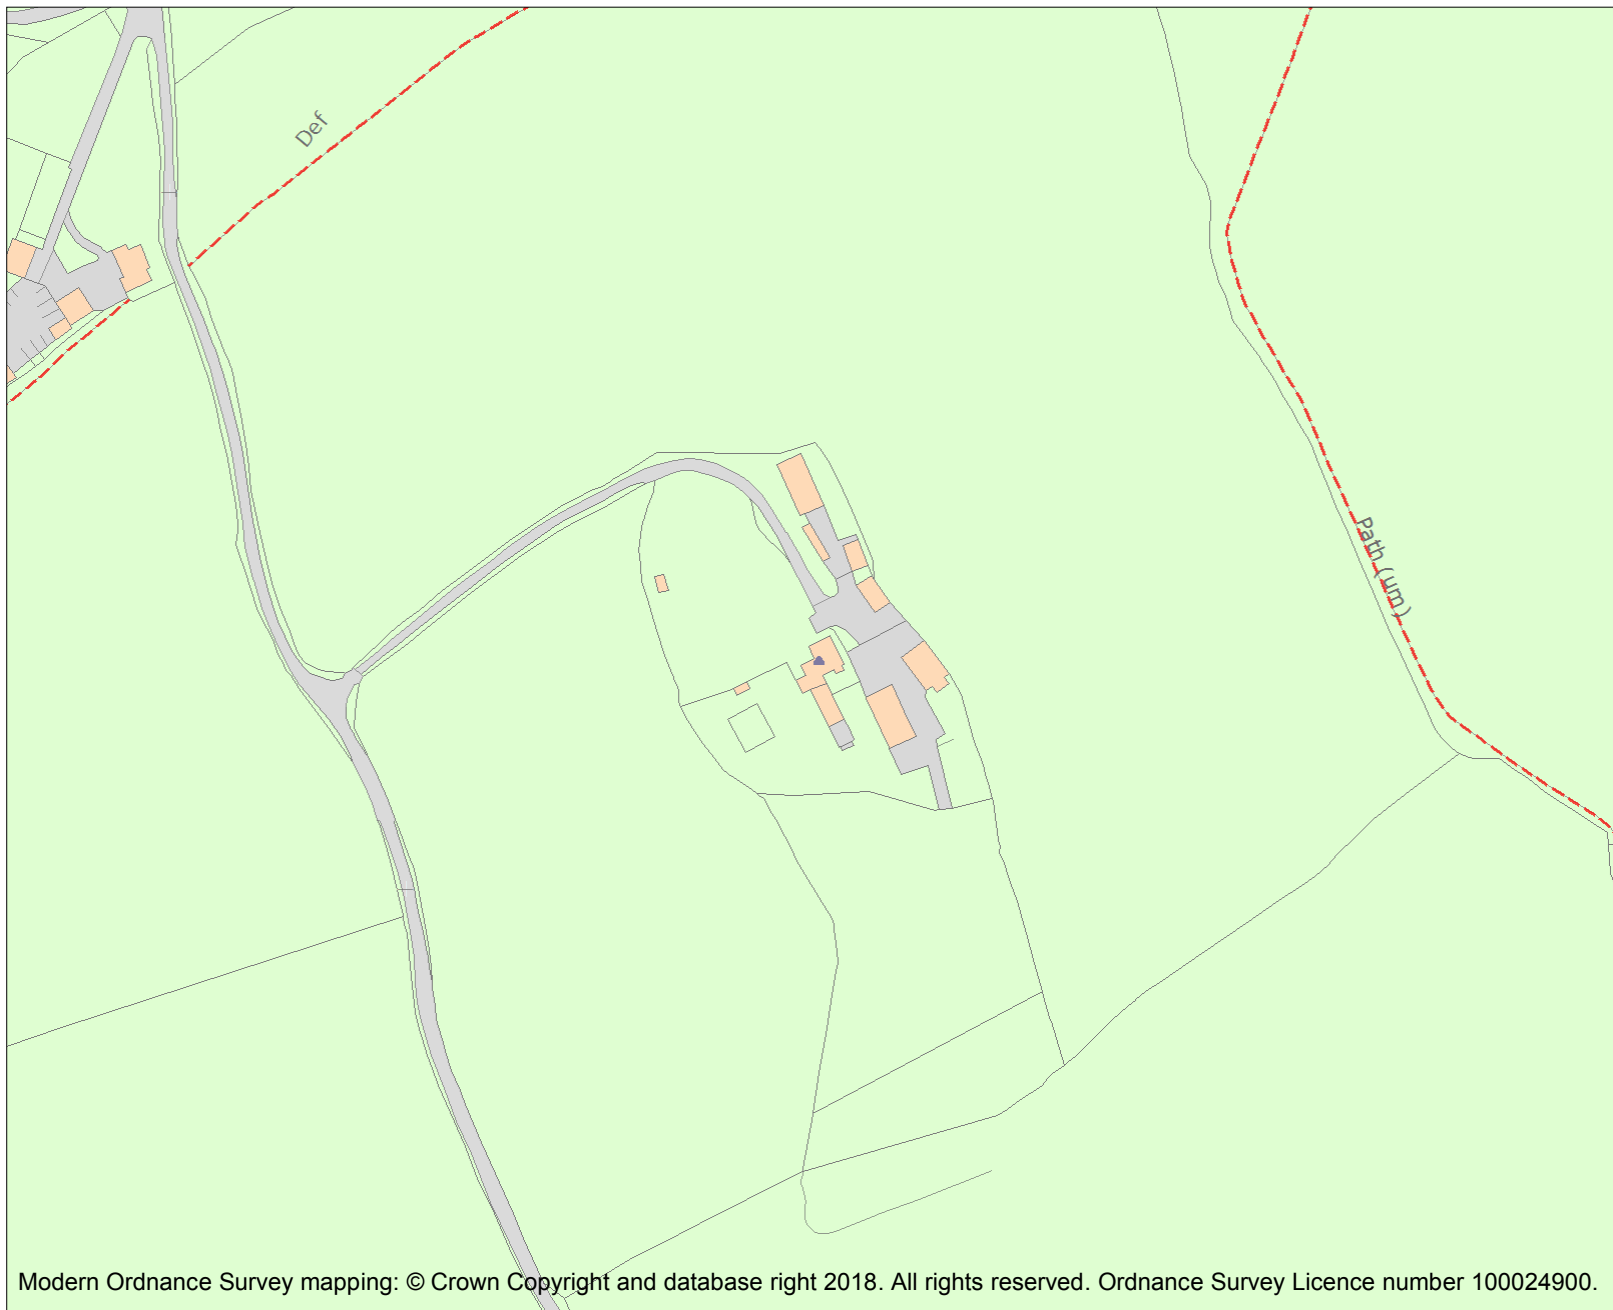 Def
Path (um)
Modern Ordnance Survey mapping: © Crown Copyright and database right 2018. All rights reserved. Ordnance Survey Licence number 100024900.